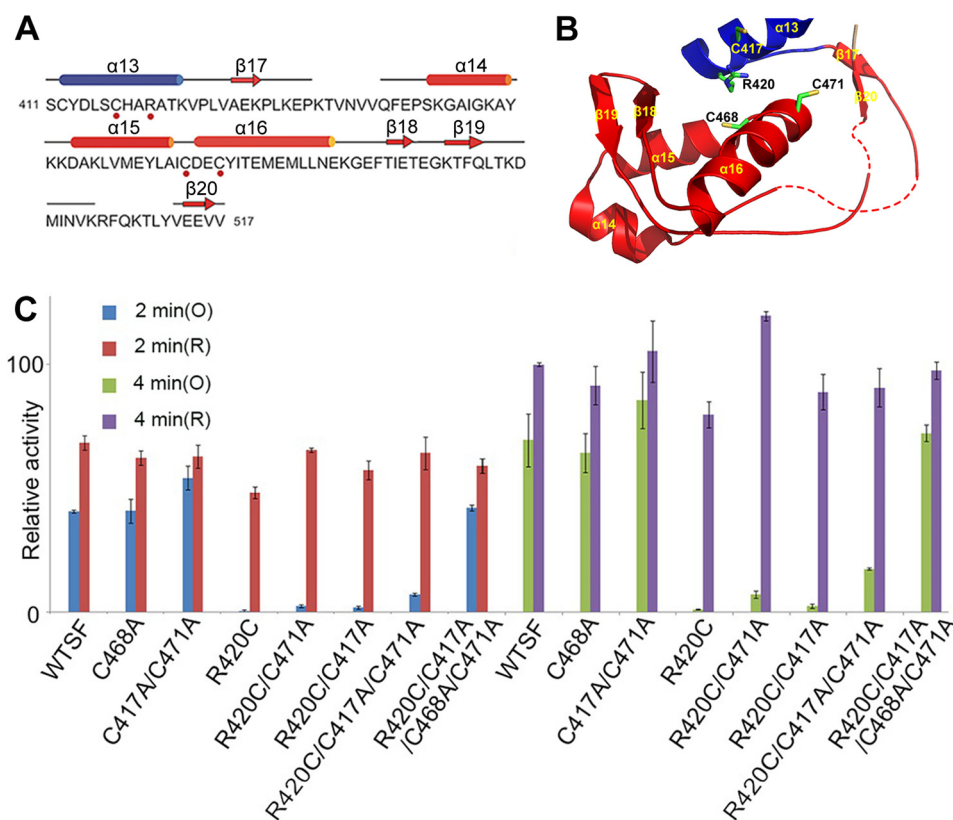 A
α13
β17
α14
411 SCYDLSCHARATKVPLVAEKPLKEPKTVNVVQFEPSKGAIGKAY
α15
α16
β18
β19
KKDAKLVMEYLAICDECYITEMEMLLNEKGEFTIETEGKTFQLTKD
β20
MINVKRFQKTLYVEEVV 517
B
α13
C417
β17
R420
C471
β20
C468
β19
β18
α15
α16
α14
C
2 min(O)
2 min(R)
4 min(O)
4 min(R)
100
Relative activity
0
WTSF
C468A
C417A/C471A
R420C
R420C/C471A
R420C/C417A
R420C/C417A/C471A
R420C/C417A
/C468A/C471A
WTSF
C468A
C417A/C471A
R420C
R420C/C471A
R420C/C417A
R420C/C417A/C471A
R420C/C417A
/C468A/C471A